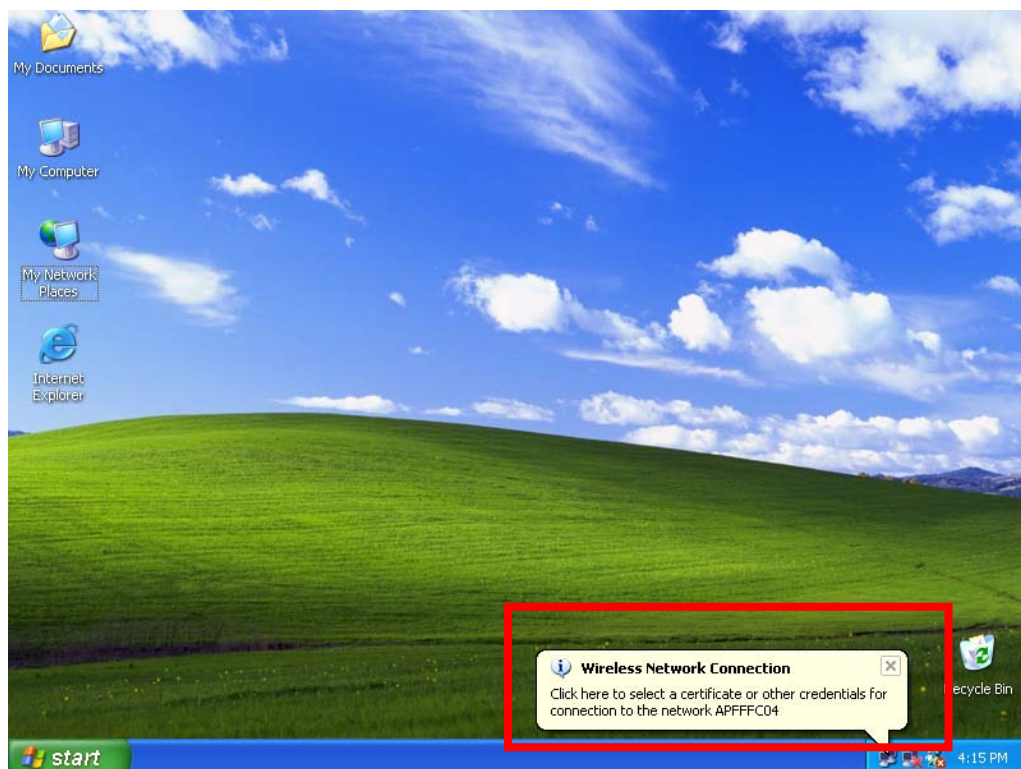 My Documents
My Computer
My Network
Places
Internet
Explorer
Wireless Network Connection
Click here to select a certificate or other credentials for
connection to the network APFFFC04
ecycle Bin
start
4:15 PM